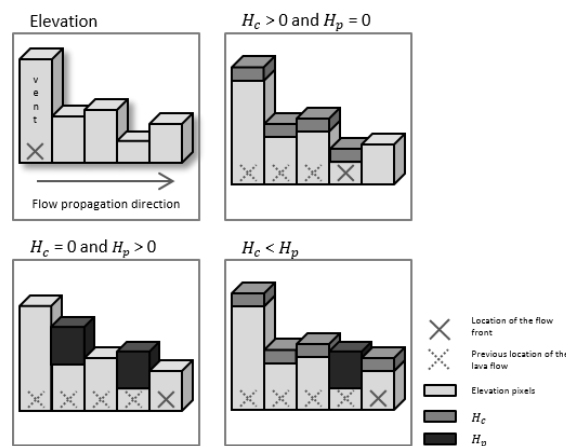 Elevation
vent
Flow propagation direction
H_c > 0 and H_p = 0
H_c = 0 and H_p > 0
H_c < H_p
Location of the flow
front
Previous location of the
lava flow
Elevation pixels
H_c
H_p